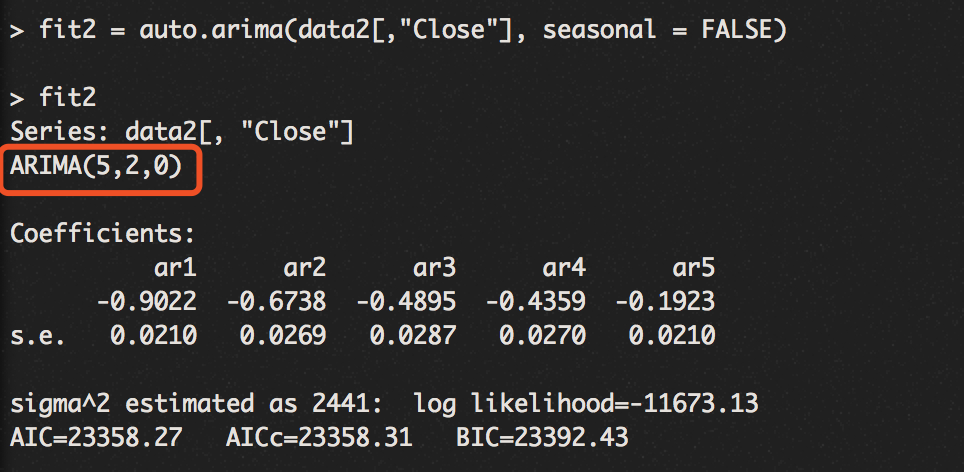 > fit2 = auto.arima(data2[,"Close"], seasonal = FALSE)
> fit2
Series: data2[, "Close"]
ARIMA(5,2,0)
Coefficients:
ar1 ar2 ar3 ar4 ar5
-0.9022 -0.6738 -0.4895 -0.4359 -0.1923
s.e. 0.0210 0.0269 0.0287 0.0270 0.0210
sigma^2 estimated as 2441: log likelihood=-11673.13
AIC=23358.27 AICc=23358.31 BIC=23392.43